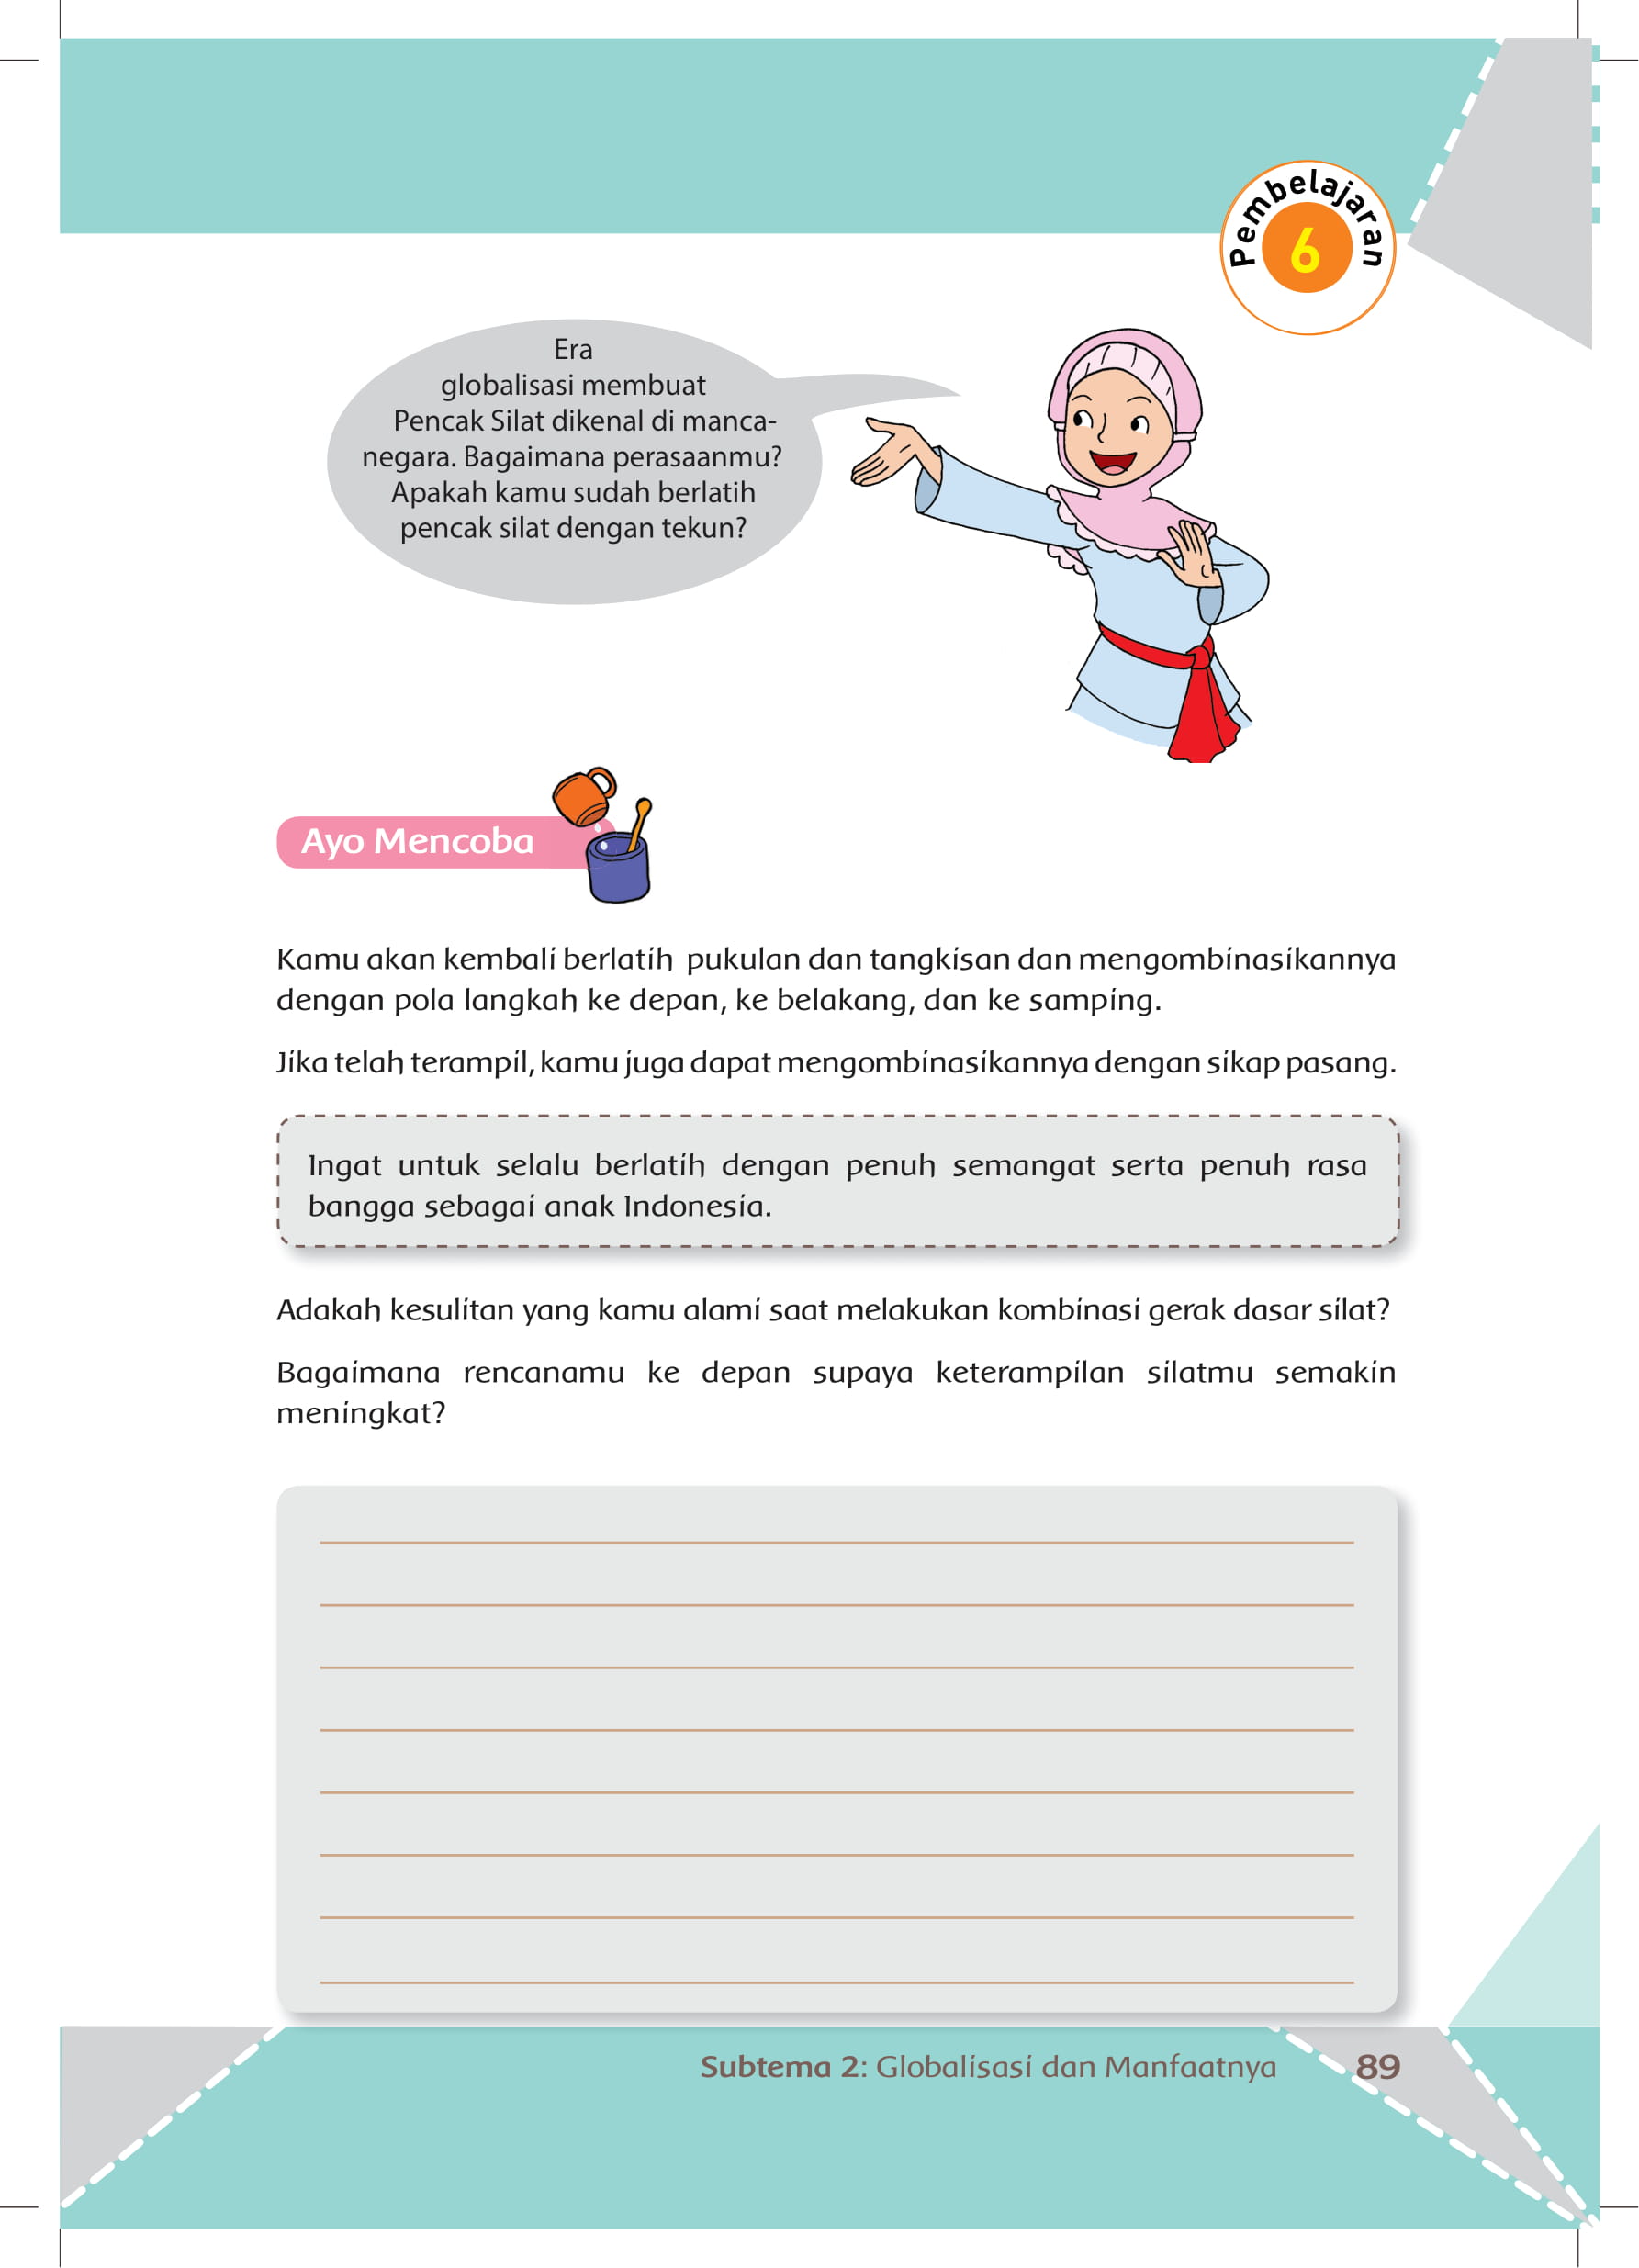 Pembelajaran
6
Era
globalisasi membuat
Pencak Silat dikenal di manca-
negara. Bagaimana perasaanmu?
Apakah kamu sudah berlatih
pencak silat dengan tekun?
Ayo Mencoba
Kamu akan kembali berlatih pukulan dan tangkisan dan mengombinasikannya
dengan pola langkah ke depan, ke belakang, dan ke samping.
Jika telah terampil, kamu juga dapat mengombinasikannya dengan sikap pasang.
Ingat untuk selalu berlatih dengan penuh semangat serta penuh rasa
bangga sebagai anak Indonesia.
Adakah kesulitan yang kamu alami saat melakukan kombinasi gerak dasar silat?
Bagaimana rencanamu ke depan supaya keterampilan silatmu semakin
meningkat?
Subtema 2: Globalisasi dan Manfaatnya 89